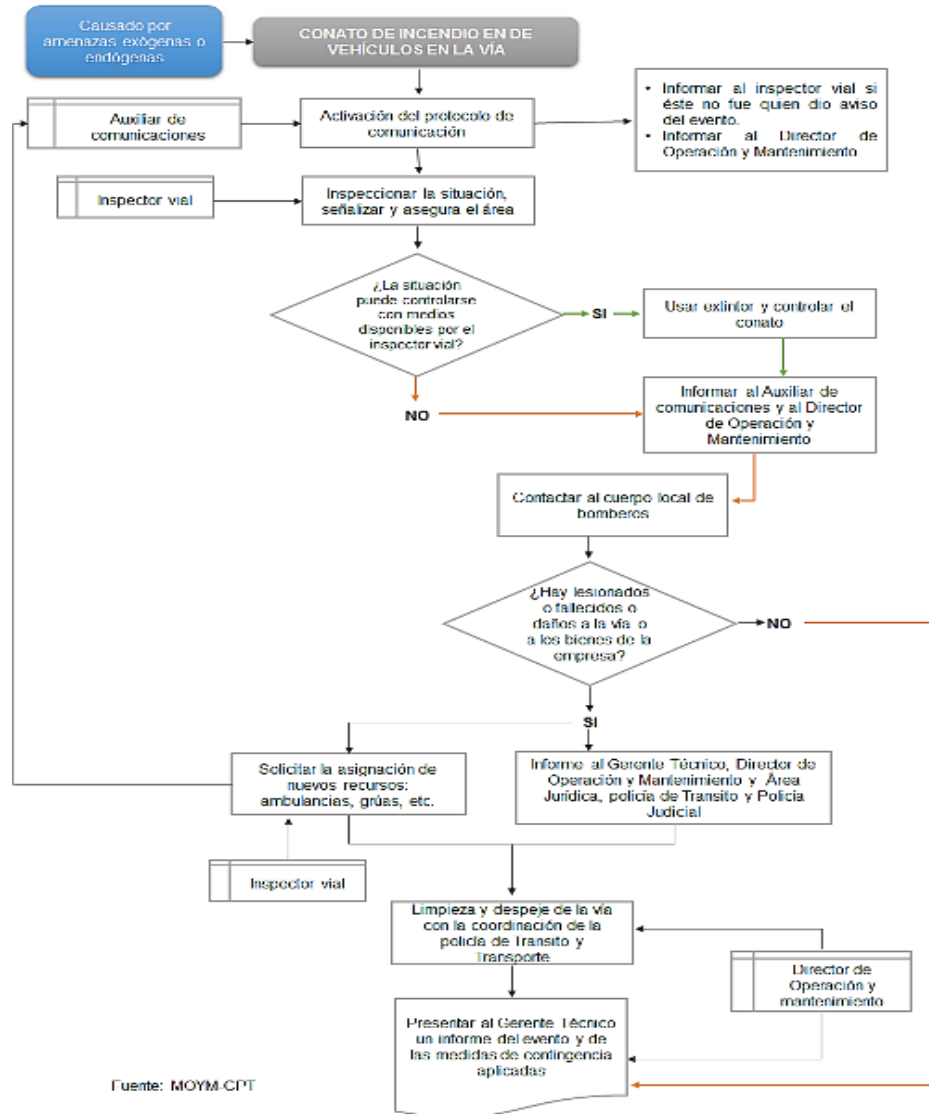 Causado por
amenazas exógenas o
endógenas
CONATO DE INCENDIO EN DE
VEHÍCULOS EN LA VÍA
Auxiliar de
comunicaciones
Activación del protocolo de
comunicación
• Informar al inspector vial si
éste no fue quien dio aviso
del evento.
• Informar al Director de
Operación y Mantenimiento
Inspector vial
Inspeccionar la situación,
señalizar y asegura el área
¿La situación
puede controlarse
con medios
disponibles por el
inspector vial?
SI
Usar extintor y controlar el
conato
NO
Informar al Auxiliar de
comunicaciones y al Director
de Operación y
Mantenimiento
Contactar al cuerpo local de
bomberos
¿Hay lesionados
o fallecidos o
daños a la vía o
a los bienes de la
empresa?
NO
SI
Solicitar la asignación de
nuevos recursos:
ambulancias, grúas, etc.
Informe al Gerente Técnico, Director de
Operación y Mantenimiento y Área
Jurídica, policía de Transito y Policia
Judicial
Inspector vial
Limpieza y despeje de la vía
con la coordinación de la
policía de Transito y
Transporte
Director de
Operación y
mantenimiento
Presentar al Gerente Técnico
un informe del evento y de
las medidas de contingencia
aplicadas
Fuente: MOYM-CPT